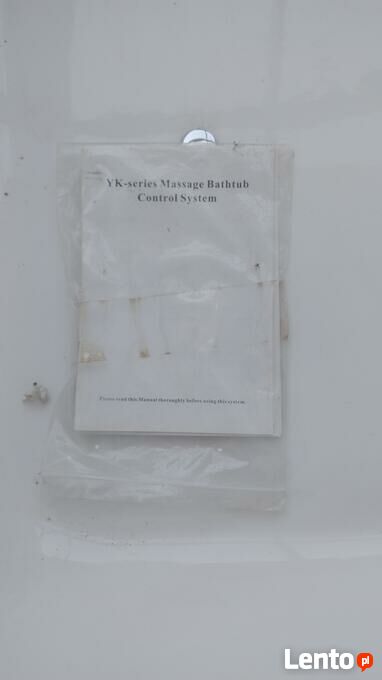 YK-series Massage Bathtub
Control System
Please read this Manual thoroughly before using this system.
Lento pl